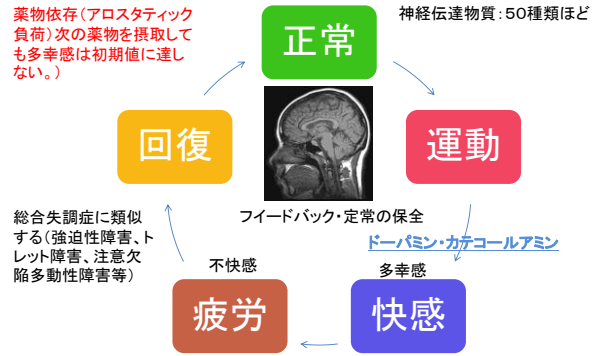 薬物依存（アロスタティック
負荷）次の薬物を摂取して
も多幸感は初期値に達し
ない。）
正常
神経伝達物質：50種類ほど
回復
運動
フイードバック・定常の保全
ドーパミン・カテコールアミン
総合失調症に類似
する（強迫性障害、ト
レット障害、注意欠
陥多動性障害等）
不快感
多幸感
疲労
快感